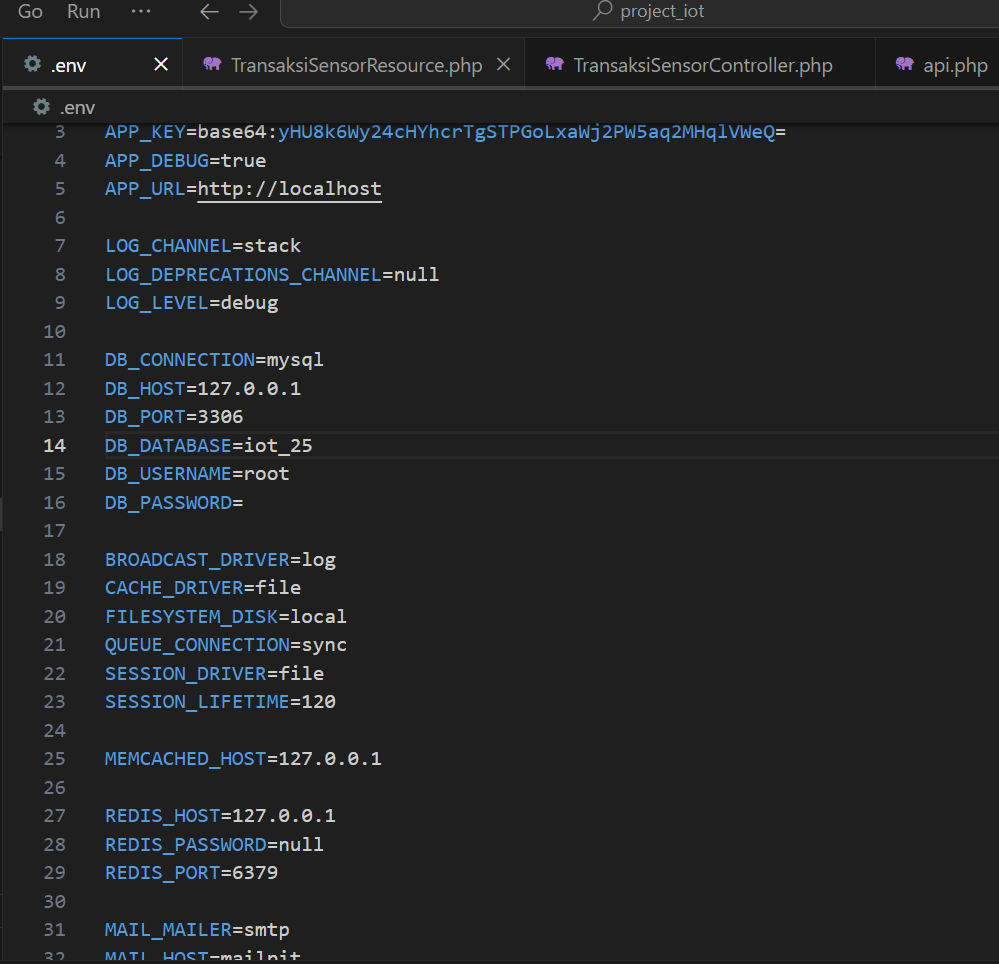 Go Run ... project_iot
.env TransaksiSensorResource.php TransaksiSensorController.php api.php
.env
3 APP_KEY=base64:yHU8k6Wy24cHYhcrTgSTPGoLxaWj2PW5aq2MHqlVWeQ=
4 APP_DEBUG=true
5 APP_URL=http://localhost
6
7 LOG_CHANNEL=stack
8 LOG_DEPRECATIONS_CHANNEL=null
9 LOG_LEVEL=debug
10
11 DB_CONNECTION=mysql
12 DB_HOST=127.0.0.1
13 DB_PORT=3306
14 DB_DATABASE=iot_25
15 DB_USERNAME=root
16 DB_PASSWORD=
17
18 BROADCAST_DRIVER=log
19 CACHE_DRIVER=file
20 FILESYSTEM_DISK=local
21 QUEUE_CONNECTION=sync
22 SESSION_DRIVER=file
23 SESSION_LIFETIME=120
24
25 MEMCACHED_HOST=127.0.0.1
26
27 REDIS_HOST=127.0.0.1
28 REDIS_PASSWORD=null
29 REDIS_PORT=6379
30
31 MAIL_MAILER=smtp
32 MAIL_HOST=mailpit